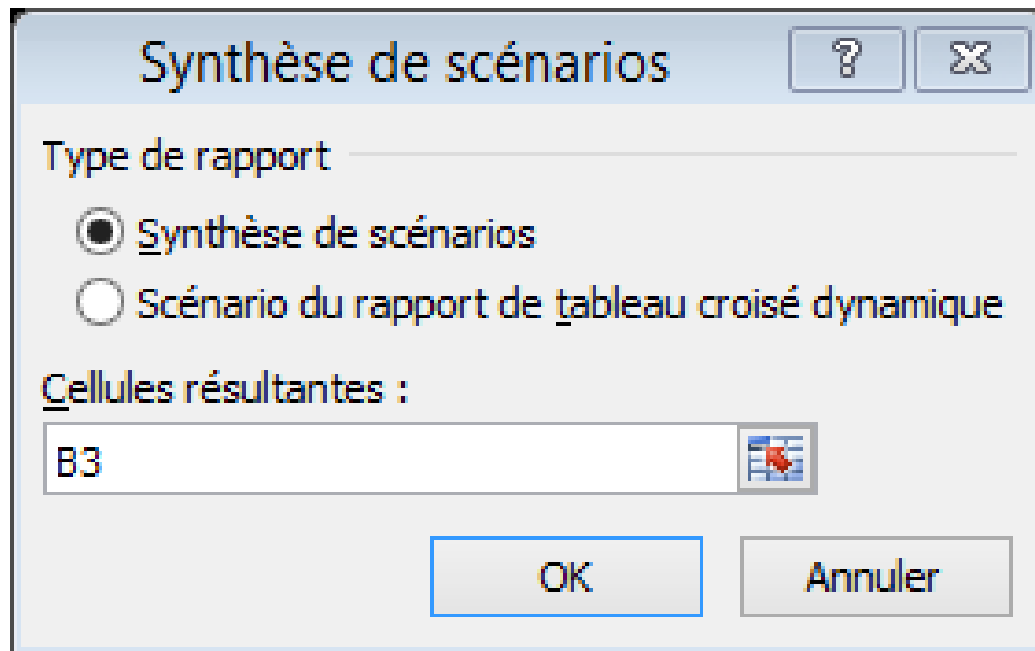 Synthèse de scénarios
Type de rapport
Synthèse de scénarios
Scénario du rapport de tableau croisé dynamique
Cellules résultantes :
B3
OK Annuler